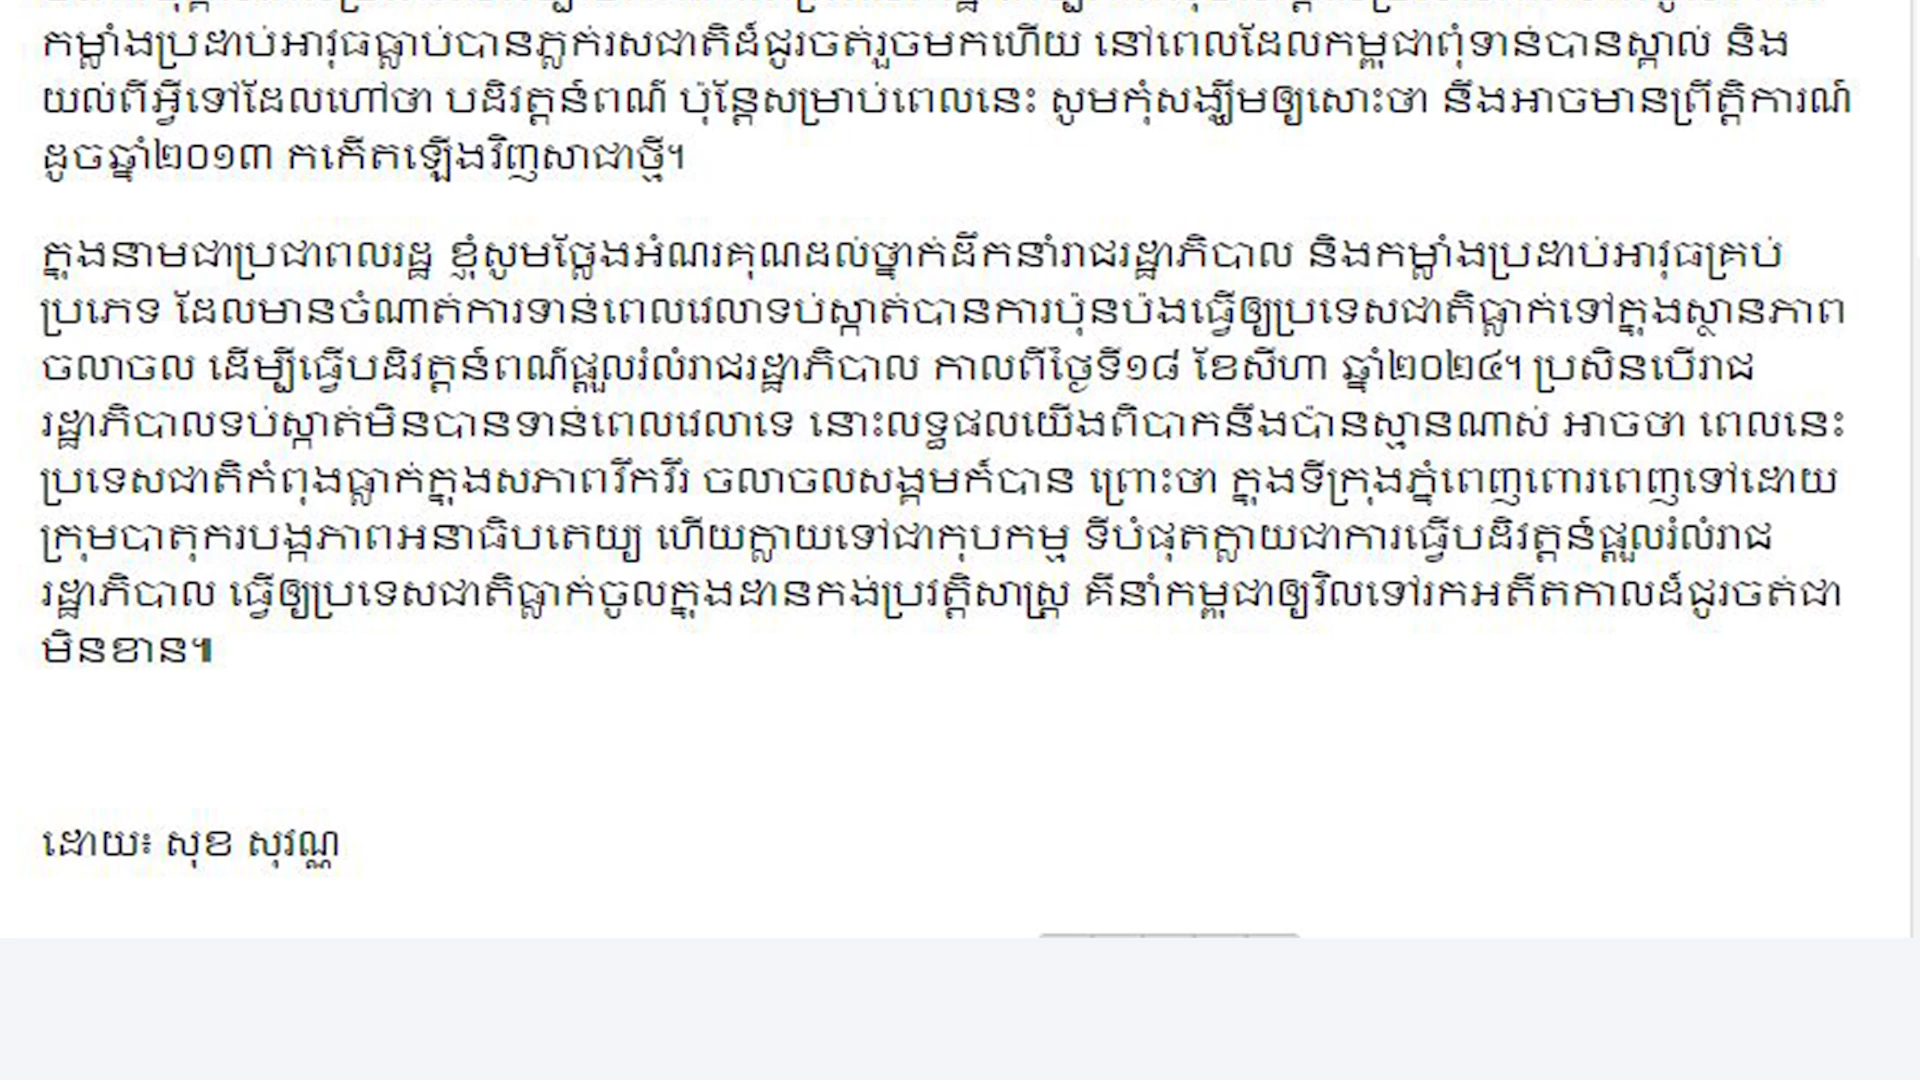 កម្លាំងប្រដាប់អាវុធធ្លាប់បានភ្លក់រសជាតិដ៏ជូរចត់រួចមកហើយ នៅពេលដែលកម្ពុជាពុំទាន់បានស្គាល់ និង
យល់ពីអ្វីទៅដែលហៅថា បដិវត្តន៍ពណ៌ ប៉ុន្តែសម្រាប់ពេលនេះ សូមកុំសង្ឃឹមឲ្យសោះថា នឹងអាចមានព្រឹត្តិការណ៍
ដូចឆ្នាំ២០១៣ កកើតឡើងវិញសាជាថ្មី។
ក្នុងនាមជាប្រជាពលរដ្ឋ ខ្ញុំសូមថ្លែងអំណរគុណដល់ថ្នាក់ដឹកនាំរាជរដ្ឋាភិបាល និងកម្លាំងប្រដាប់អាវុធគ្រប់
ប្រភេទ ដែលមានចំណាត់ការទាន់ពេលវេលាទប់ស្កាត់បានការប៉ុនប៉ងធ្វើឲ្យប្រទេសជាតិធ្លាក់ទៅក្នុងស្ថានភាព
ចលាចល ដើម្បីធ្វើបដិវត្តន៍ពណ៌ផ្តួលរំលំរាជរដ្ឋាភិបាល កាលពីថ្ងៃទី១៨ ខែសីហា ឆ្នាំ២០២៤។ ប្រសិនបើរាជ
រដ្ឋាភិបាលទប់ស្កាត់មិនបានទាន់ពេលវេលាទេ នោះលទ្ធផលយើងពិបាកនឹងប៉ាន់ស្មានណាស់ អាចថា ពេលនេះ
ប្រទេសជាតិកំពុងធ្លាក់ក្នុងសភាពវឹកវរ ចលាចលសង្គមក៏បាន ព្រោះថា ក្នុងទីក្រុងភ្នំពេញពោរពេញទៅដោយ
ក្រុមបាតុករបង្កភាពអនាធិបតេយ្យ ហើយក្លាយទៅជាកុបកម្ម ទីបំផុតក្លាយជាការធ្វើបដិវត្តន៍ផ្តួលរំលំរាជ
រដ្ឋាភិបាល ធ្វើឲ្យប្រទេសជាតិធ្លាក់ចូលក្នុងដានកង់ប្រវត្តិសាស្ត្រ គឺនាំកម្ពុជាឲ្យវិលទៅរកអតីតកាលដ៏ជូរចត់ជា
មិនខាន៕
ដោយ៖ សុខ សុវណ្ណ